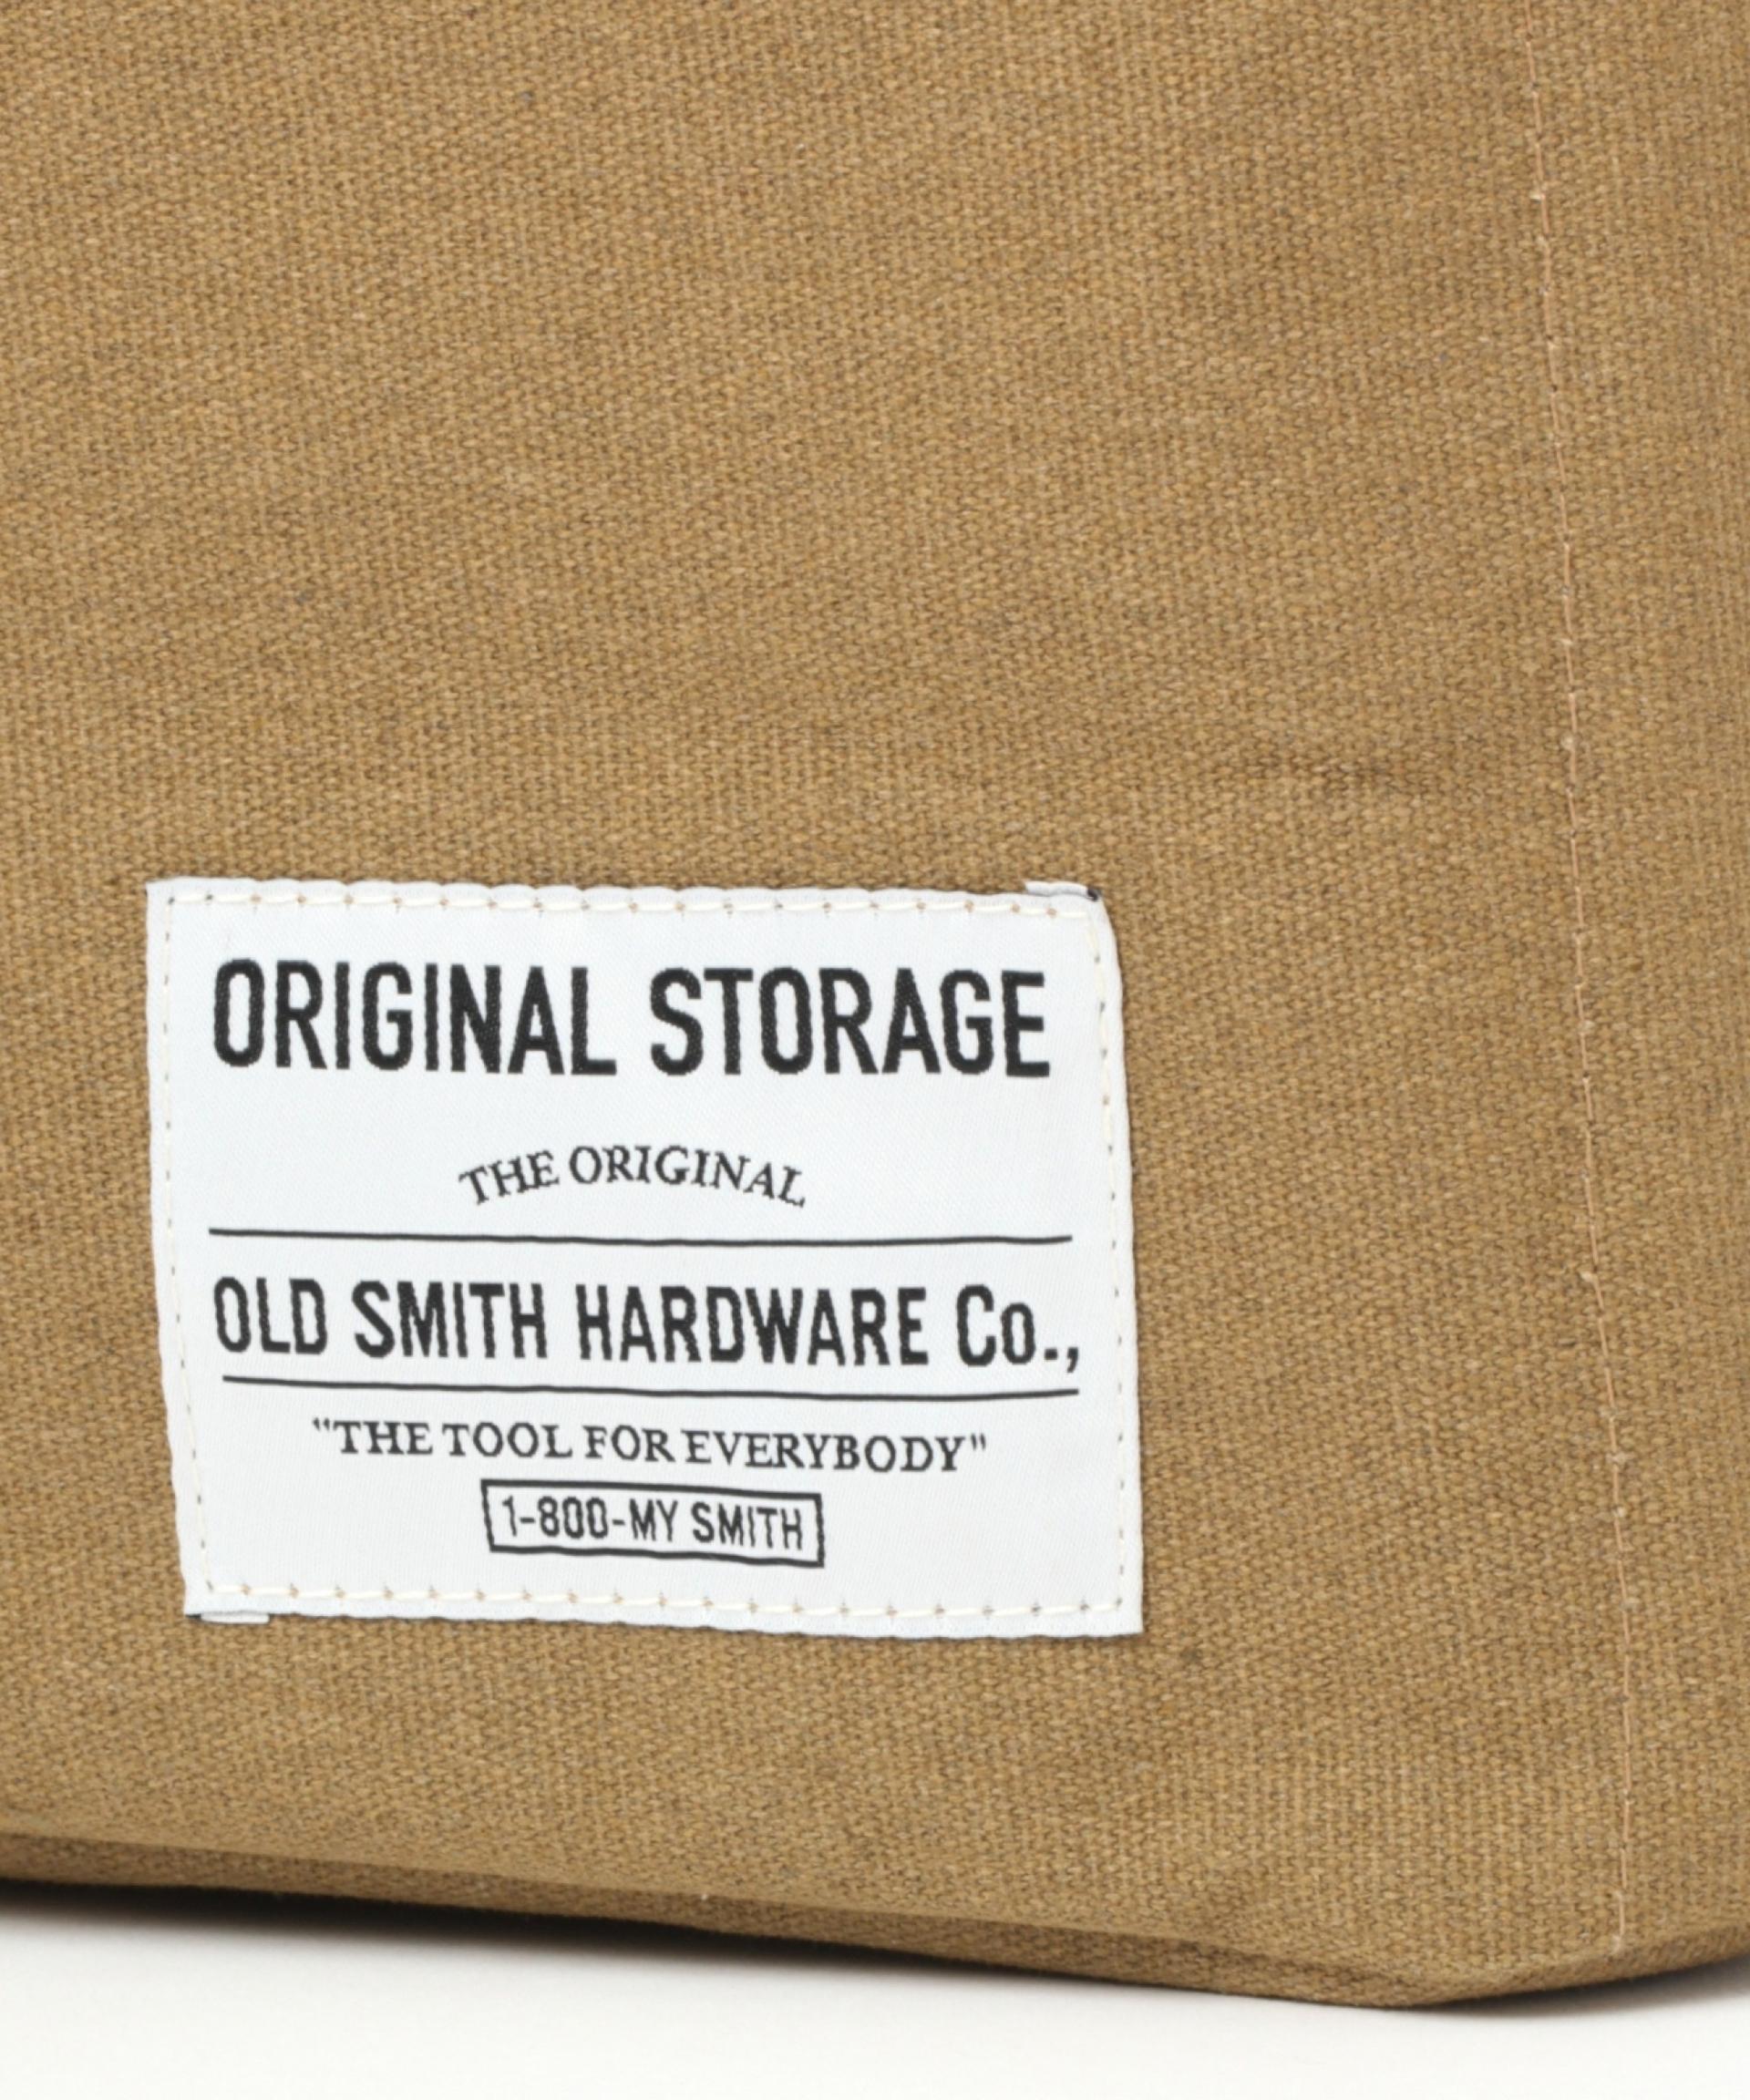 ORIGINAL STORAGE
THE ORIGINAL
OLD SMITH HARDWARE Co.,
"THE TOOL FOR EVERYBODY"
1-800-MY SMITH